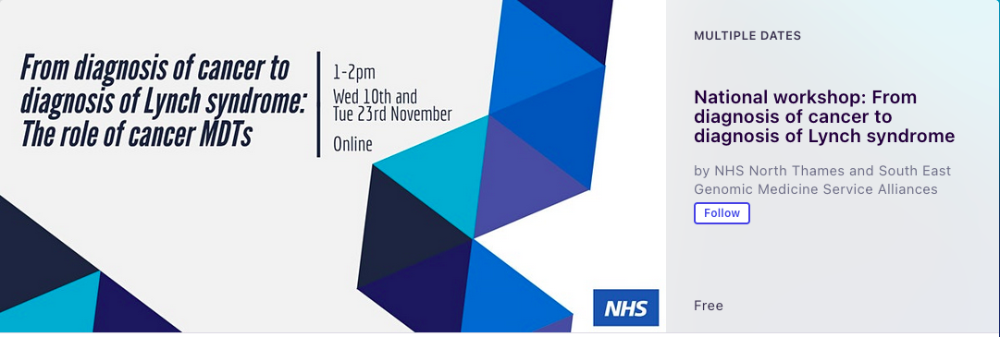 From diagnosis of cancer to
diagnosis of Lynch syndrome:
The role of cancer MDTs
1-2pm
Wed 10th and
Tue 23rd November
Online
NHS
MULTIPLE DATES
National workshop: From
diagnosis of cancer to
diagnosis of Lynch syndrome
by NHS North Thames and South East
Genomic Medicine Service Alliances
Follow
Free